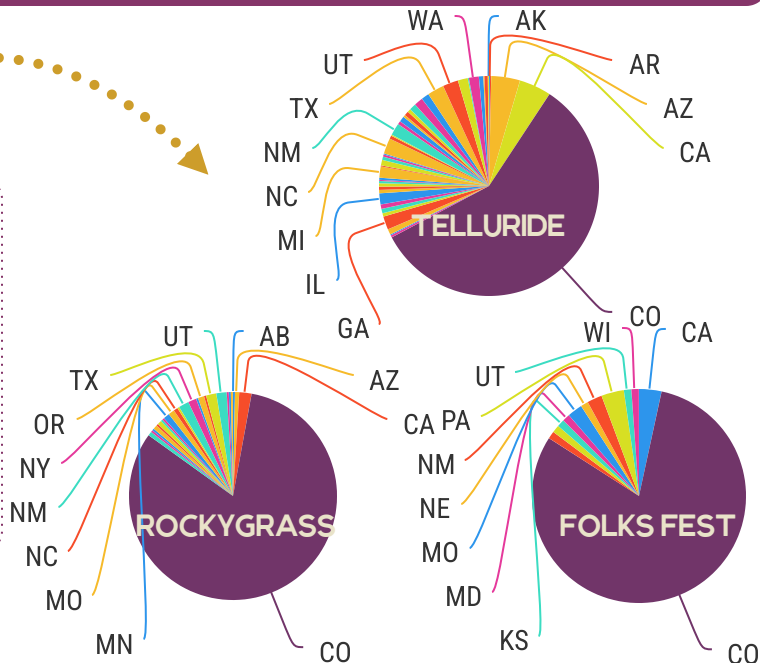 WA
AK
UT
AR
TX
AZ
NM
CA
NC
MI
IL
GA
TELLURIDE
CO
UT
AB
TX
AZ
OR
CA
NY
NM
NC
MO
MN
ROCKYGRASS
CO
WI
CA
UT
PA
NM
NE
MO
MD
KS
FOLKS FEST
CO